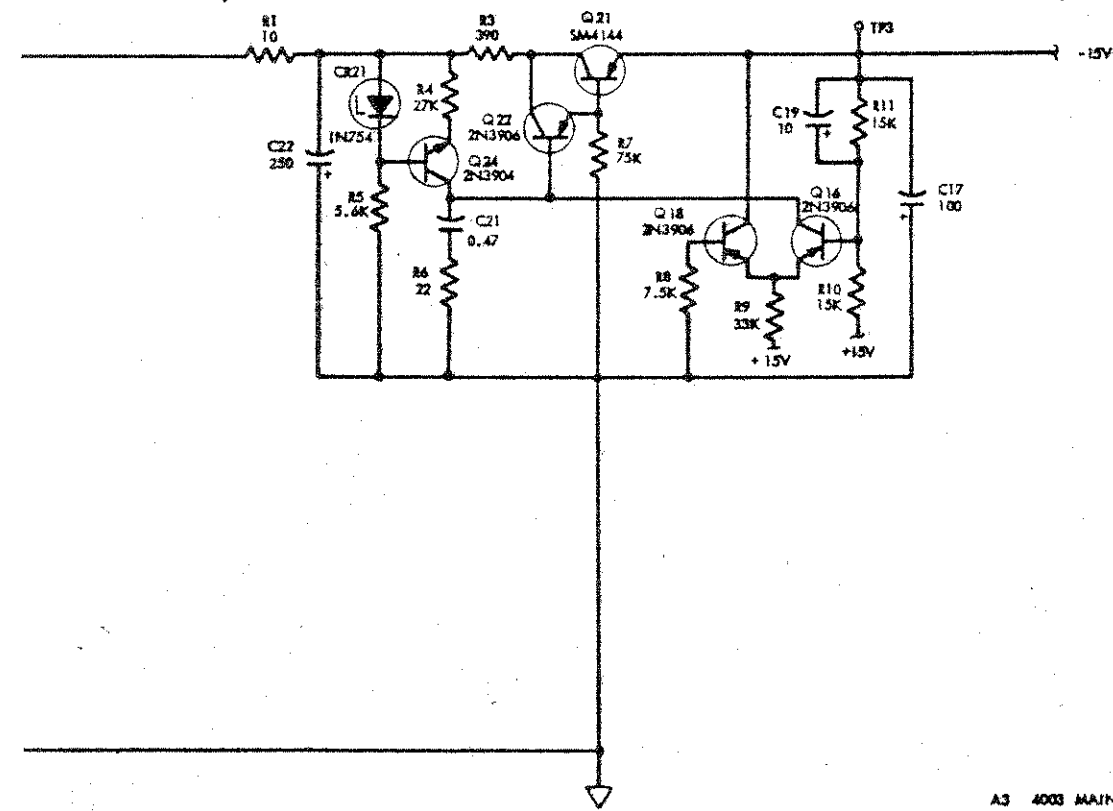 R1
10
R3
390
Q21
SM4144
TP3
-15V
CR21
1N754
R4
27K
Q22
2N3906
R7
75K
C19
10
R11
15K
C22
250
Q24
2N3904
R5
5.6K
C21
0.47
R6
22
Q18
2N3906
Q16
2N3906
C17
100
R8
7.5K
R9
33K
+15V
R10
15K
+15V
A3 4003 MAIN